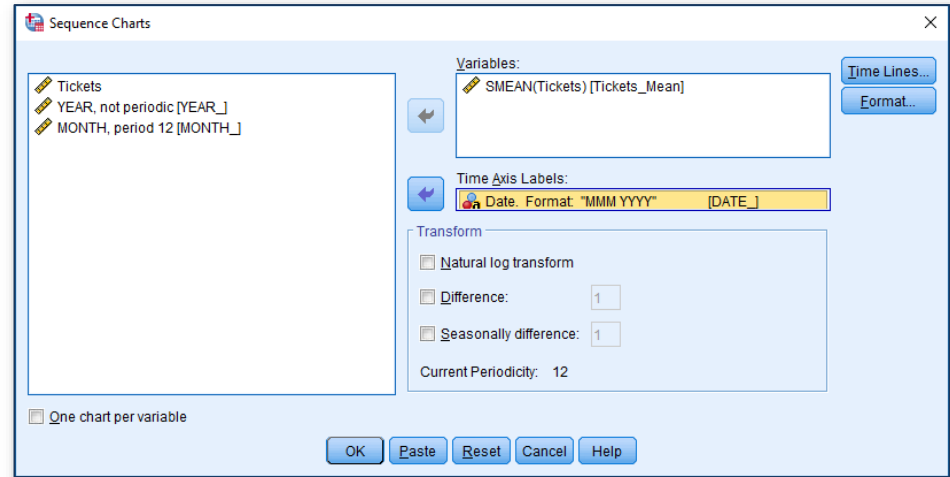 Sequence Charts
Tickets
YEAR, not periodic [YEAR_]
MONTH, period 12 [MONTH_]
Variables:
SMEAN(Tickets) [Tickets_Mean]
Time Lines...
Format...
Time Axis Labels:
Date. Format: "MMM YYYY" [DATE_]
Transform
Natural log transform
Difference: 1
Seasonally difference: 1
Current Periodicity: 12
One chart per variable
OK Paste Reset Cancel Help